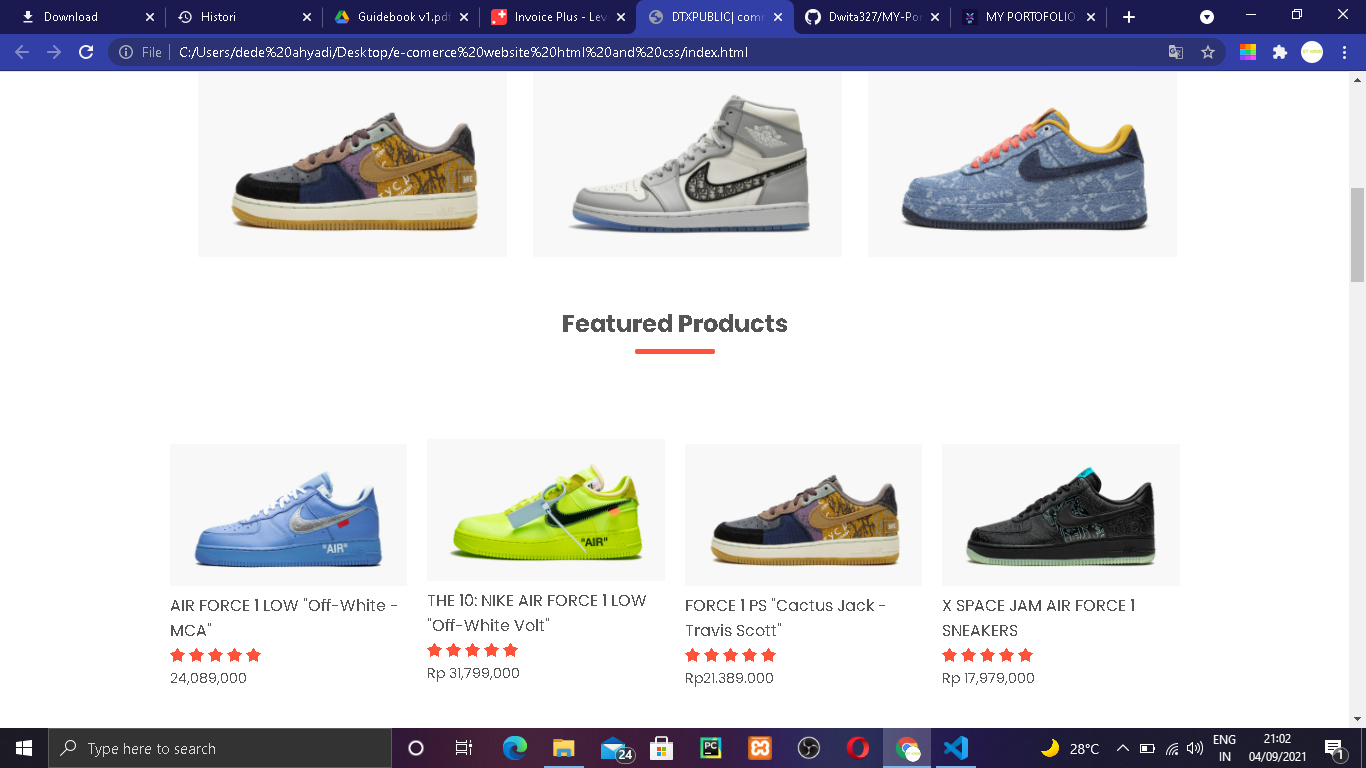 Download
Histori
Guidebook v1.pdf
Invoice Plus - Lev
DTXPUBLIC| com
Dwita327/MY-Por
MY PORTOFOLIO
File
C:/Users/dede%20ahyadi/Desktop/e-comerce%20website%20html%20and%20css/index.html
Featured Products
"AIR"
"AIR"
AIR FORCE 1 LOW "Off-White -
MCA"
24,089,000
THE 10: NIKE AIR FORCE 1 LOW
"Off-White Volt"
Rp 31,799,000
FORCE 1 PS "Cactus Jack -
Travis Scott"
Rp21.389.000
X SPACE JAM AIR FORCE 1
SNEAKERS
Rp 17,979,000
Type here to search
24
PC
28°C
ENG
IN
21:02
04/09/2021
1